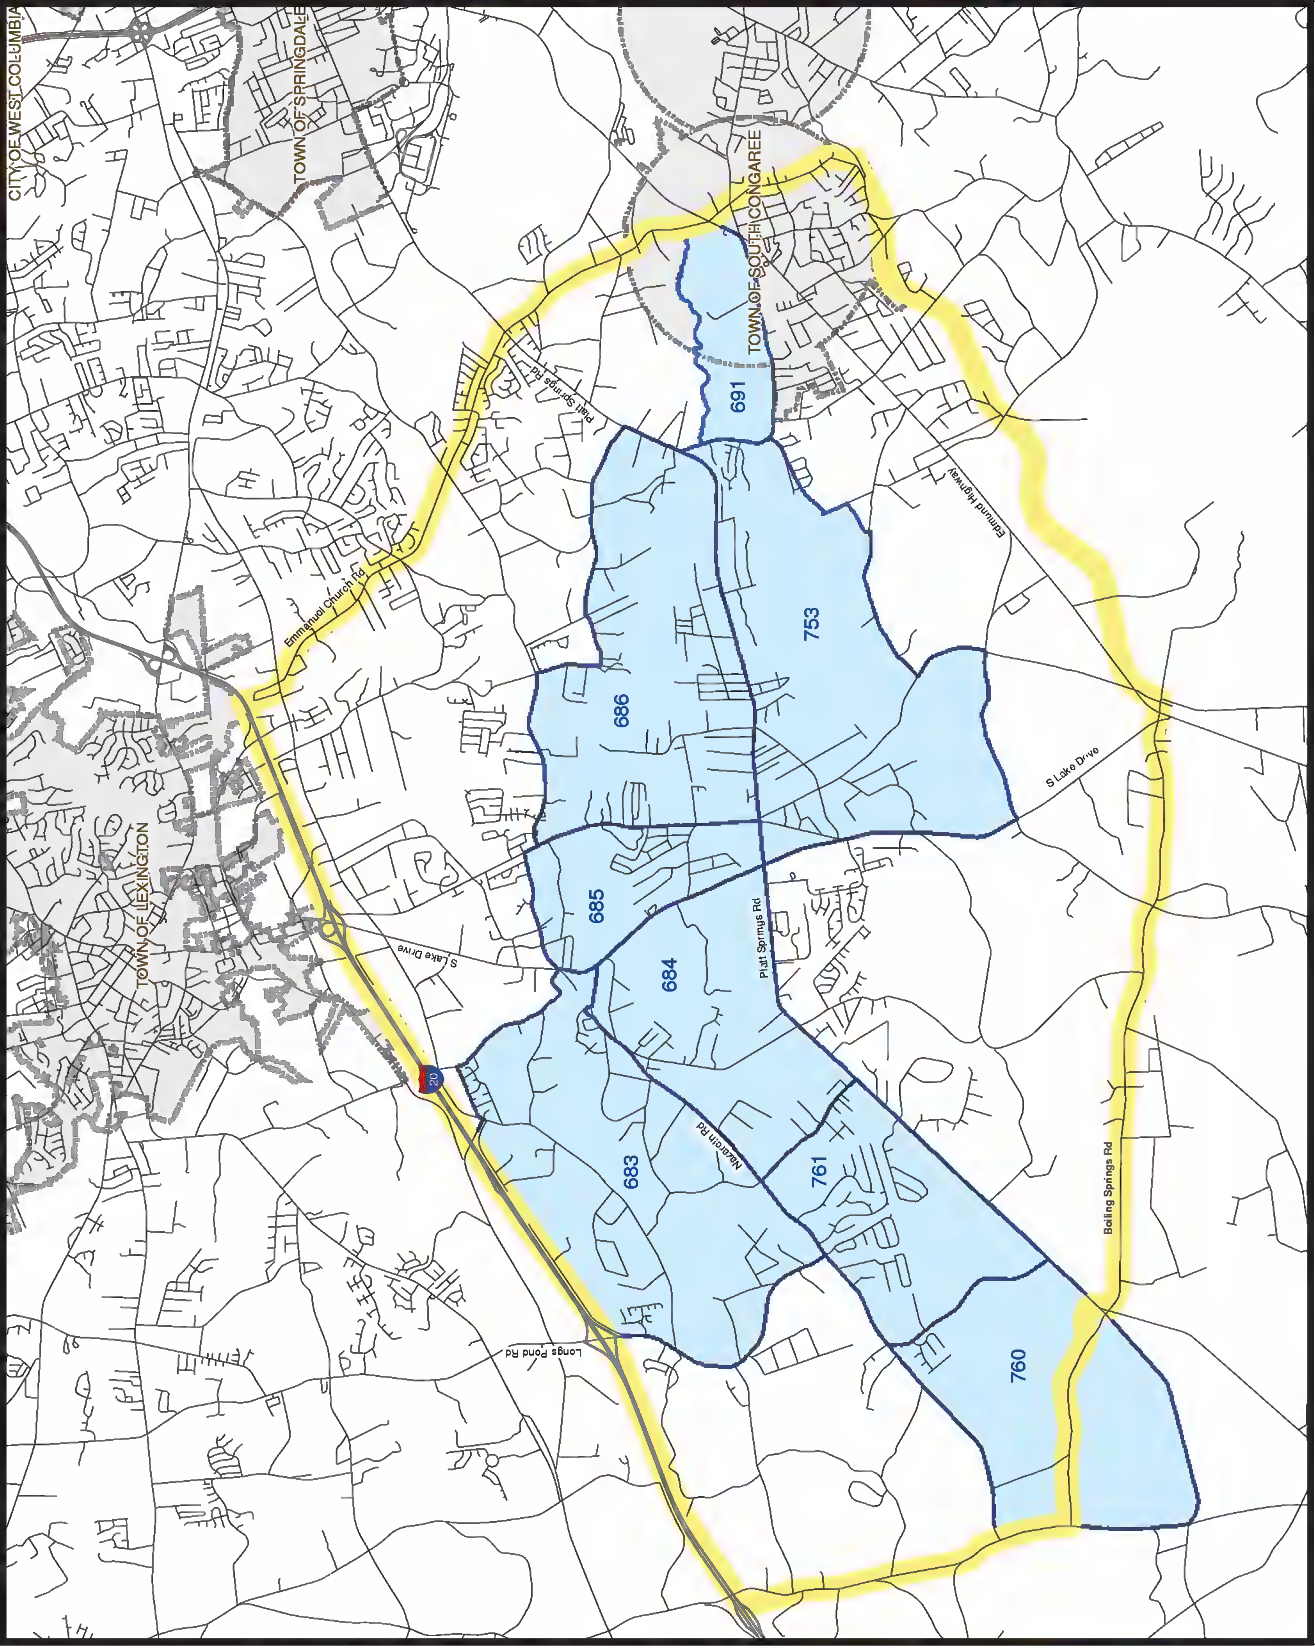 CITY OF WEST COLUMBIA
TOWN OF SPRINGDALE
TOWN OF SOUTH CONGAREE
691
Platt Springs Rd
Edmund Highway
Emmanuel Church Rd
753
686
S Lake Drive
TOWN OF LEXINGTON
685
S Lake Drive
684
Platt Springs Rd
20
683
Nazareth Rd
761
Boiling Springs Rd
Longs Pond Rd
760